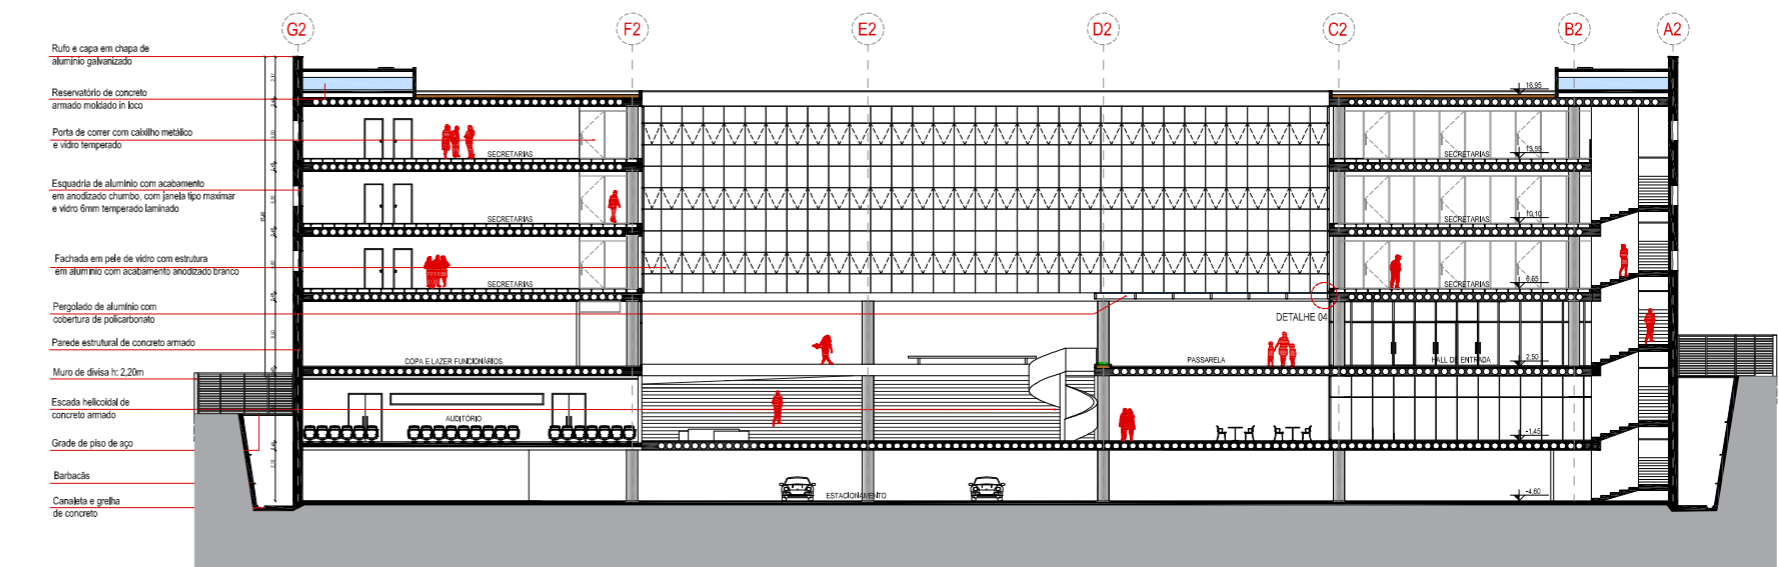 G2
F2
E2
D2
C2
B2
A2
Rufo e capa em chapa de
alumínio galvanizado
Reservatório de concreto
armado moldado in loco
Porta de correr com caixilho metálico
e vidro temperado
Esquadria de alumínio com acabamento
em anodizado chumbo, com janela tipo maximar
e vidro 6mm temperado laminado
Fachada em pele de vidro com estrutura
em alumínio com acabamento anodizado branco
Pergolado de alumínio com
cobertura de policarbonato
Parede estrutural de concreto armado
Muro de divisa h: 2,20m
Escada helicoidal de
concreto armado
Grade de piso de aço
Barbacãs
Canaleta e grelha
de concreto
SECRETARIAS
SECRETARIAS
SECRETARIAS
COPA E LAZER FUNCIONÁRIOS
AUDITÓRIO
ESTACIONAMENTO
PASSARELA
DETALHE 04
HALL DE ENTRADA
SECRETARIAS
SECRETARIAS
SECRETARIAS
16,95
13,55
10,10
6,65
2,50
-1,45
-4,60